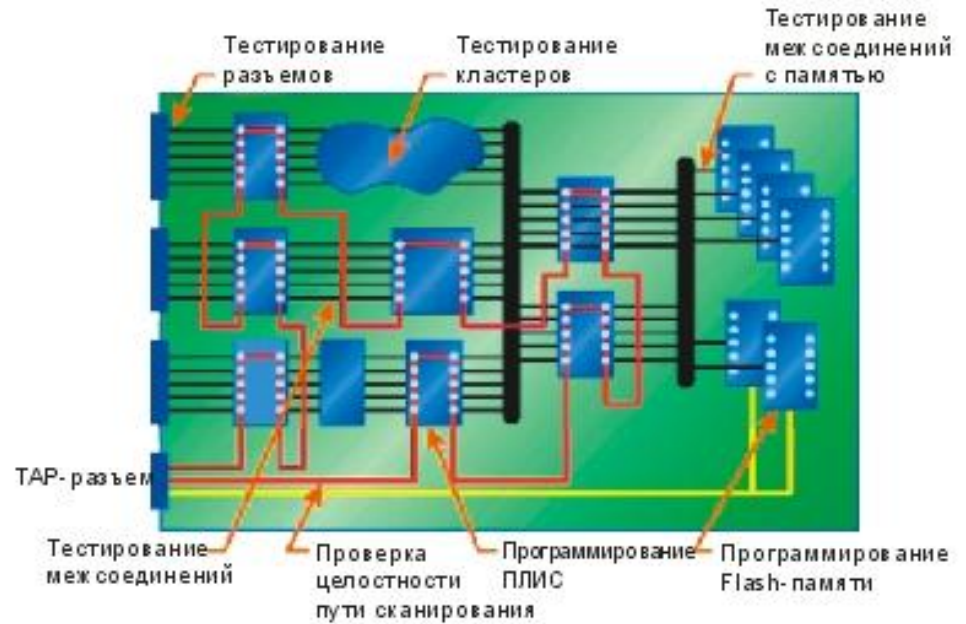 Тестирование
разъемов
Тестирование
кластеров
Тестирование
межсоединений
с памятью
TAP-разъем
Тестирование
межсоединений
Проверка
целостности
пути сканирования
Программирование
ПЛИС
Программирование
Flash-памяти